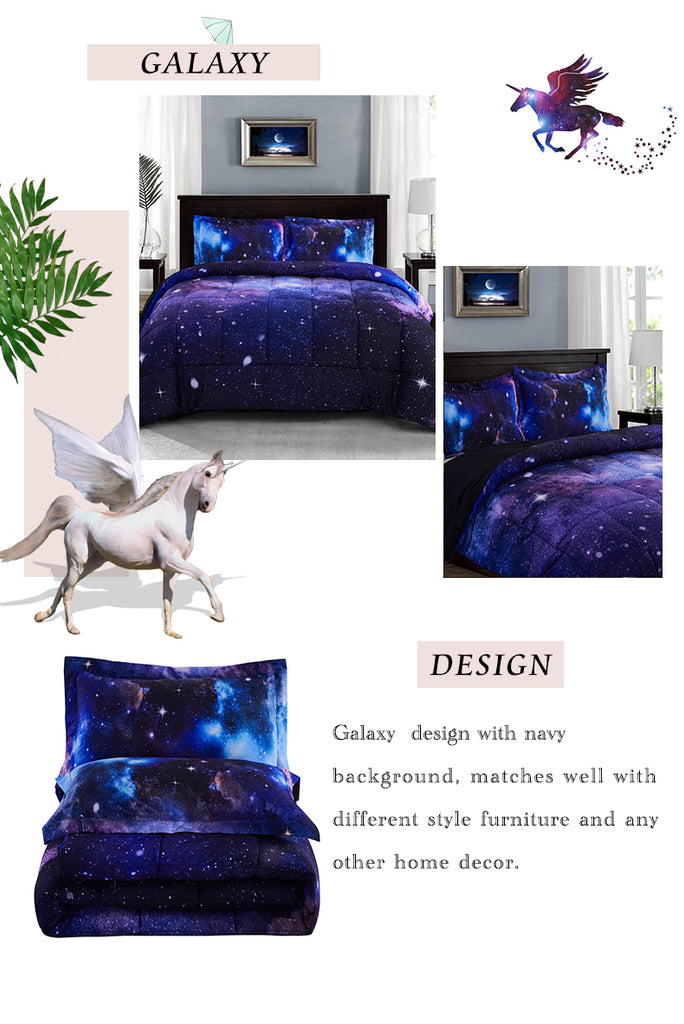 GALAXY
DESIGN
Galaxy design with navy
background, matches well with
different style furniture and any
other home decor.